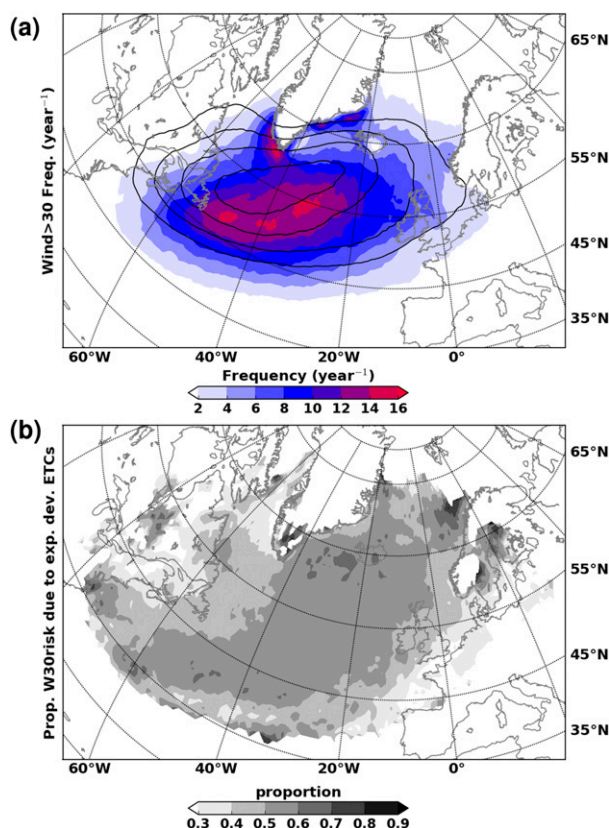 (a)
Wind>30 Freq. (year⁻¹)
65°N
55°N
45°N
35°N
60°W 40°W 20°W 0°
Frequency (year⁻¹)
2 4 6 8 10 12 14 16
(b)
Prop. W30risk due to exp. dev. ETCs
65°N
55°N
45°N
35°N
60°W 40°W 20°W 0°
proportion
0.3 0.4 0.5 0.6 0.7 0.8 0.9